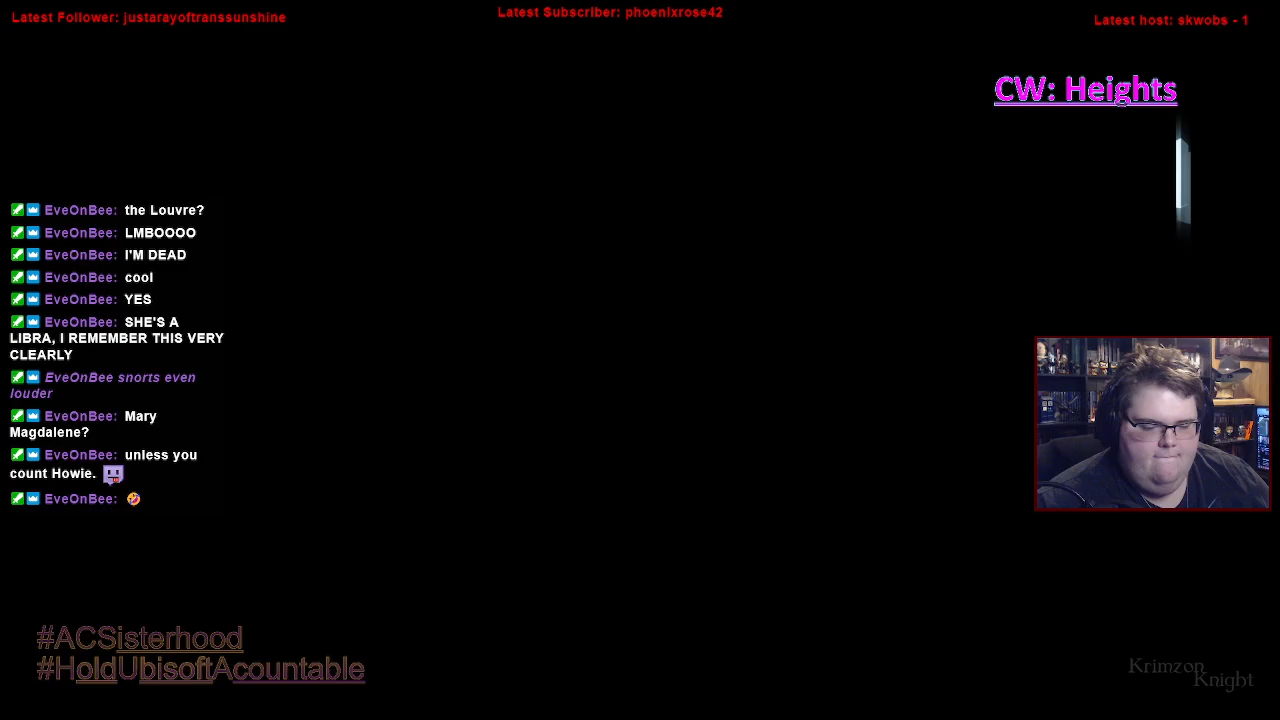 Latest Follower: justarayoftranssunshine
Latest Subscriber: phoenixrose42
Latest host: skwobs - 1
CW: Heights
EveOnBee: the Louvre?
EveOnBee: LMBOOOO
EveOnBee: I'M DEAD
EveOnBee: cool
EveOnBee: YES
EveOnBee: SHE'S A
LIBRA, I REMEMBER THIS VERY
CLEARLY
EveOnBee snorts even
louder
EveOnBee: Mary
Magdalene?
EveOnBee: unless you
count Howie.
EveOnBee: 🤣
#ACSisterhood
#HoldUbisoftAcountable
Krimzon
Knight